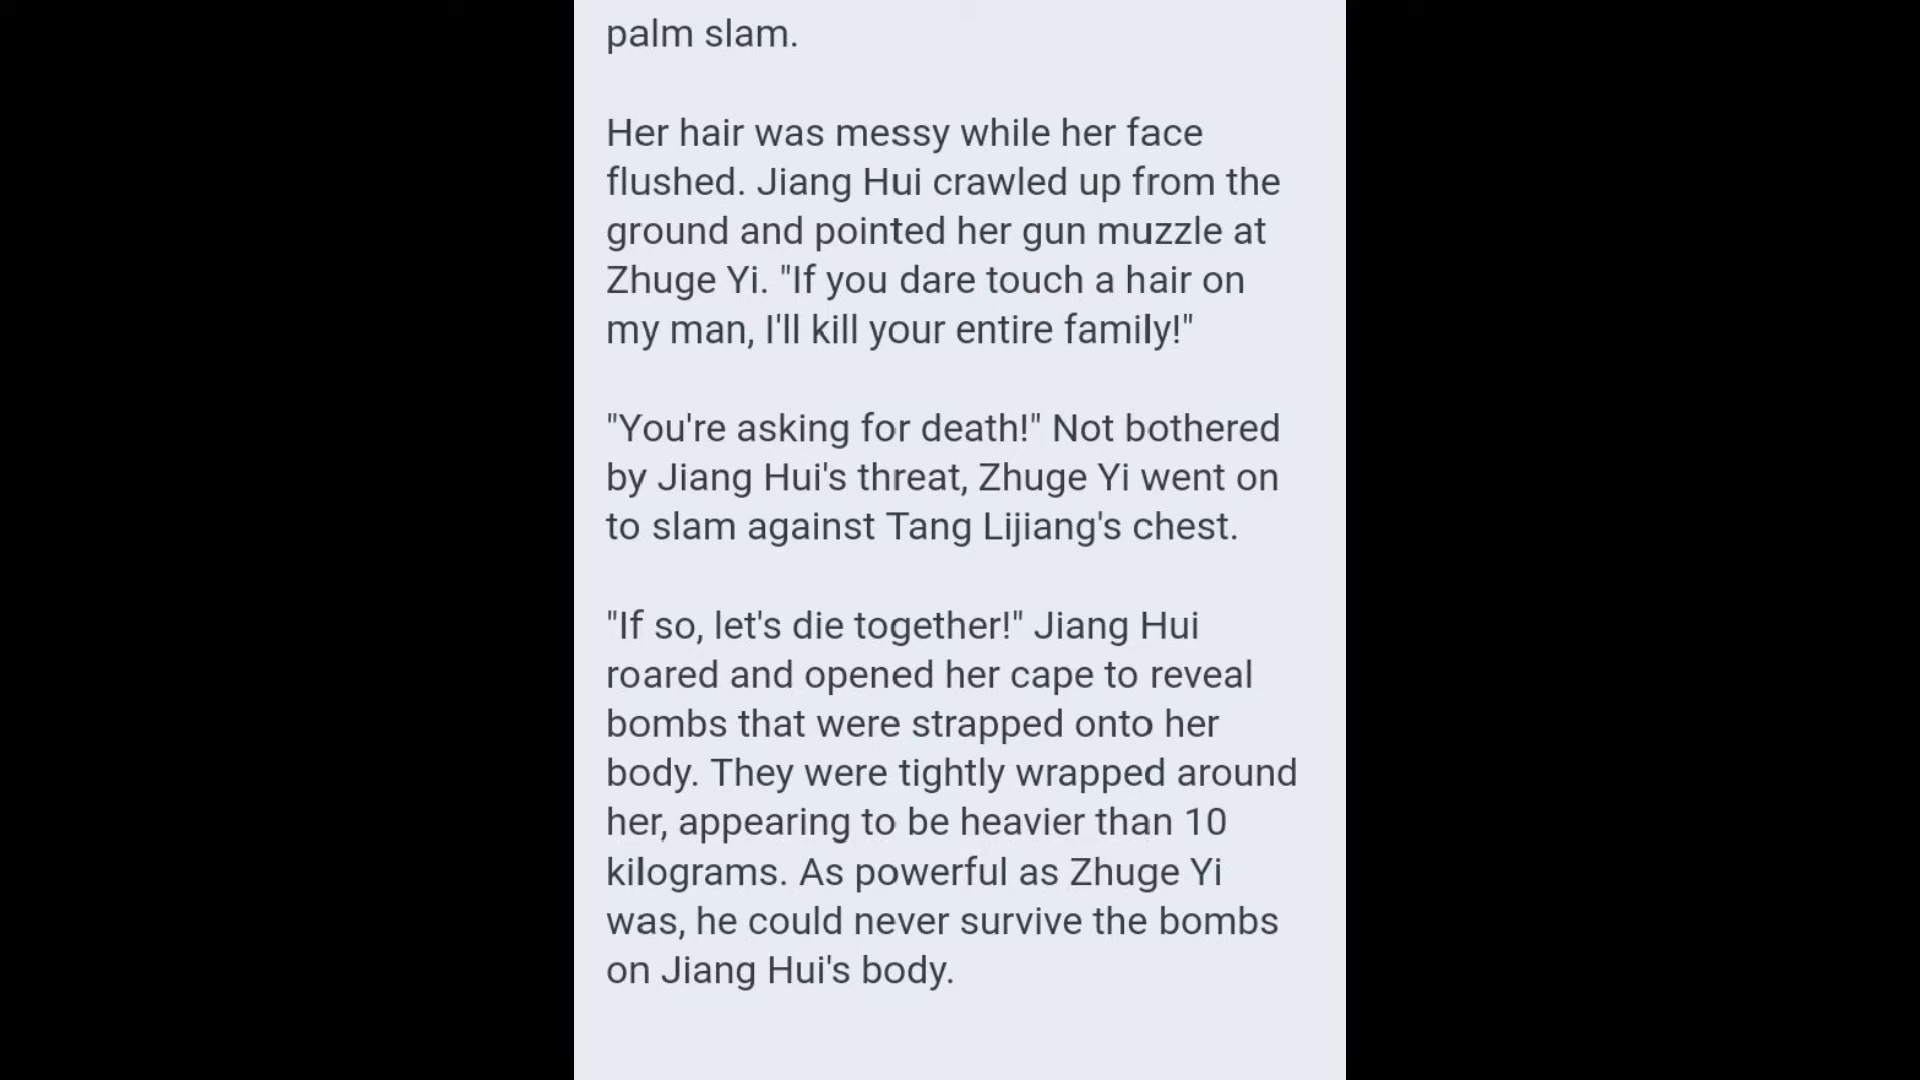 palm slam.
Her hair was messy while her face
flushed. Jiang Hui crawled up from the
ground and pointed her gun muzzle at
Zhuge Yi. "If you dare touch a hair on
my man, I'll kill your entire family!"
"You're asking for death!" Not bothered
by Jiang Hui's threat, Zhuge Yi went on
to slam against Tang Lijiang's chest.
"If so, let's die together!" Jiang Hui
roared and opened her cape to reveal
bombs that were strapped onto her
body. They were tightly wrapped around
her, appearing to be heavier than 10
kilograms. As powerful as Zhuge Yi
was, he could never survive the bombs
on Jiang Hui's body.